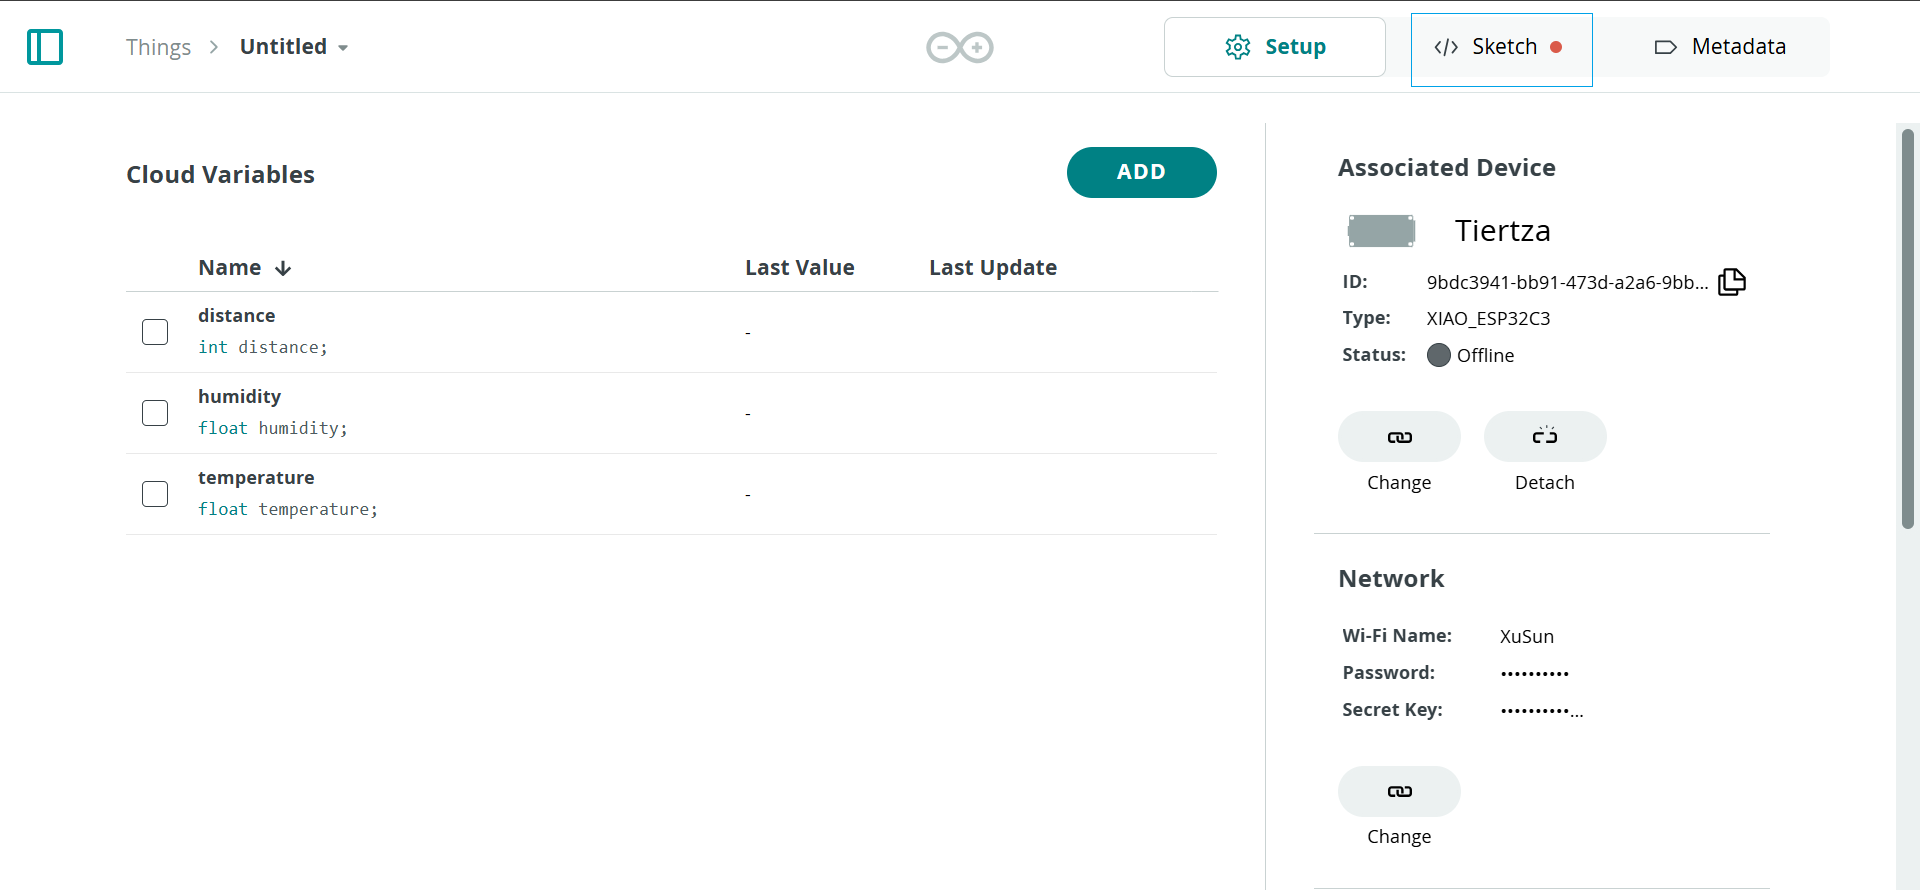 Things > Untitled
Setup
</> Sketch
Metadata
Cloud Variables
ADD
Name ↓ Last Value Last Update
distance
int distance;
-
humidity
float humidity;
-
temperature
float temperature;
-
Associated Device
Tiertza
ID: 9bdc3941-bb91-473d-a2a6-9bb...
Type: XIAO_ESP32C3
Status: Offline
Change
Detach
Network
Wi-Fi Name: XuSun
Password: ••••••••••
Secret Key: ••••••••••...
Change